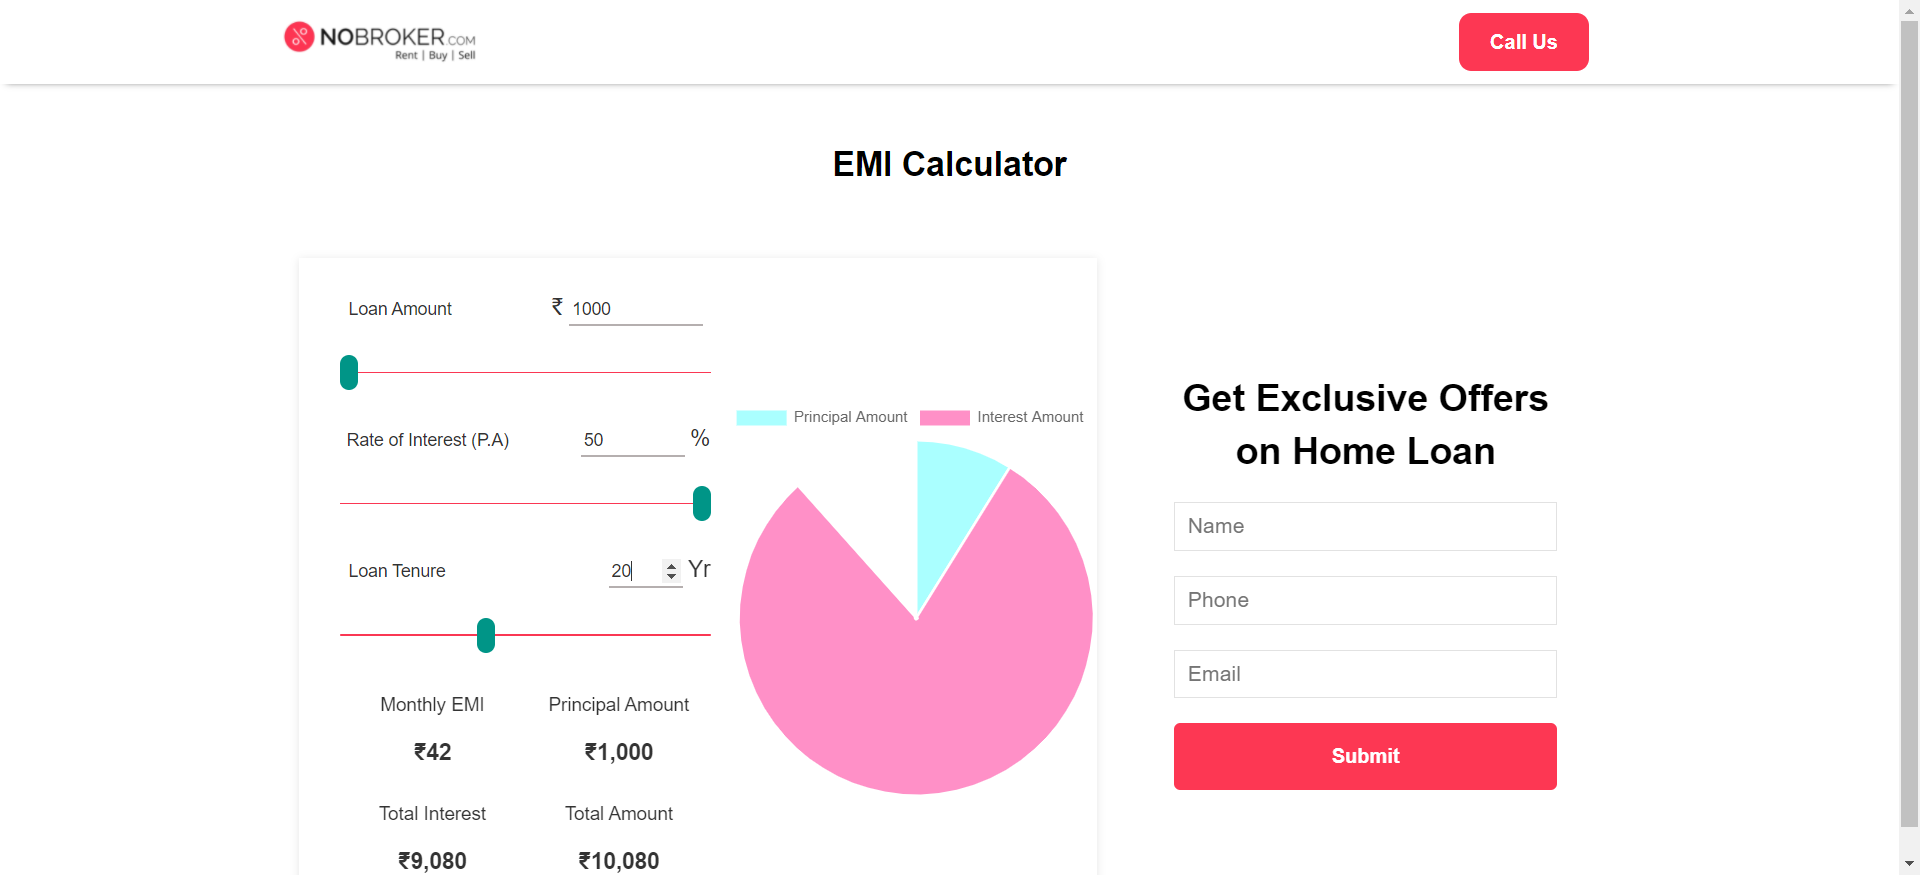 NOBROKER.COM
Rent | Buy | Sell
Call Us
EMI Calculator
Loan Amount ₹ 1000
Rate of Interest (P.A) 50 %
Loan Tenure 20 Yr
Monthly EMI Principal Amount
₹42 ₹1,000
Total Interest Total Amount
₹9,080 ₹10,080
Principal Amount Interest Amount
Get Exclusive Offers
on Home Loan
Name
Phone
Email
Submit